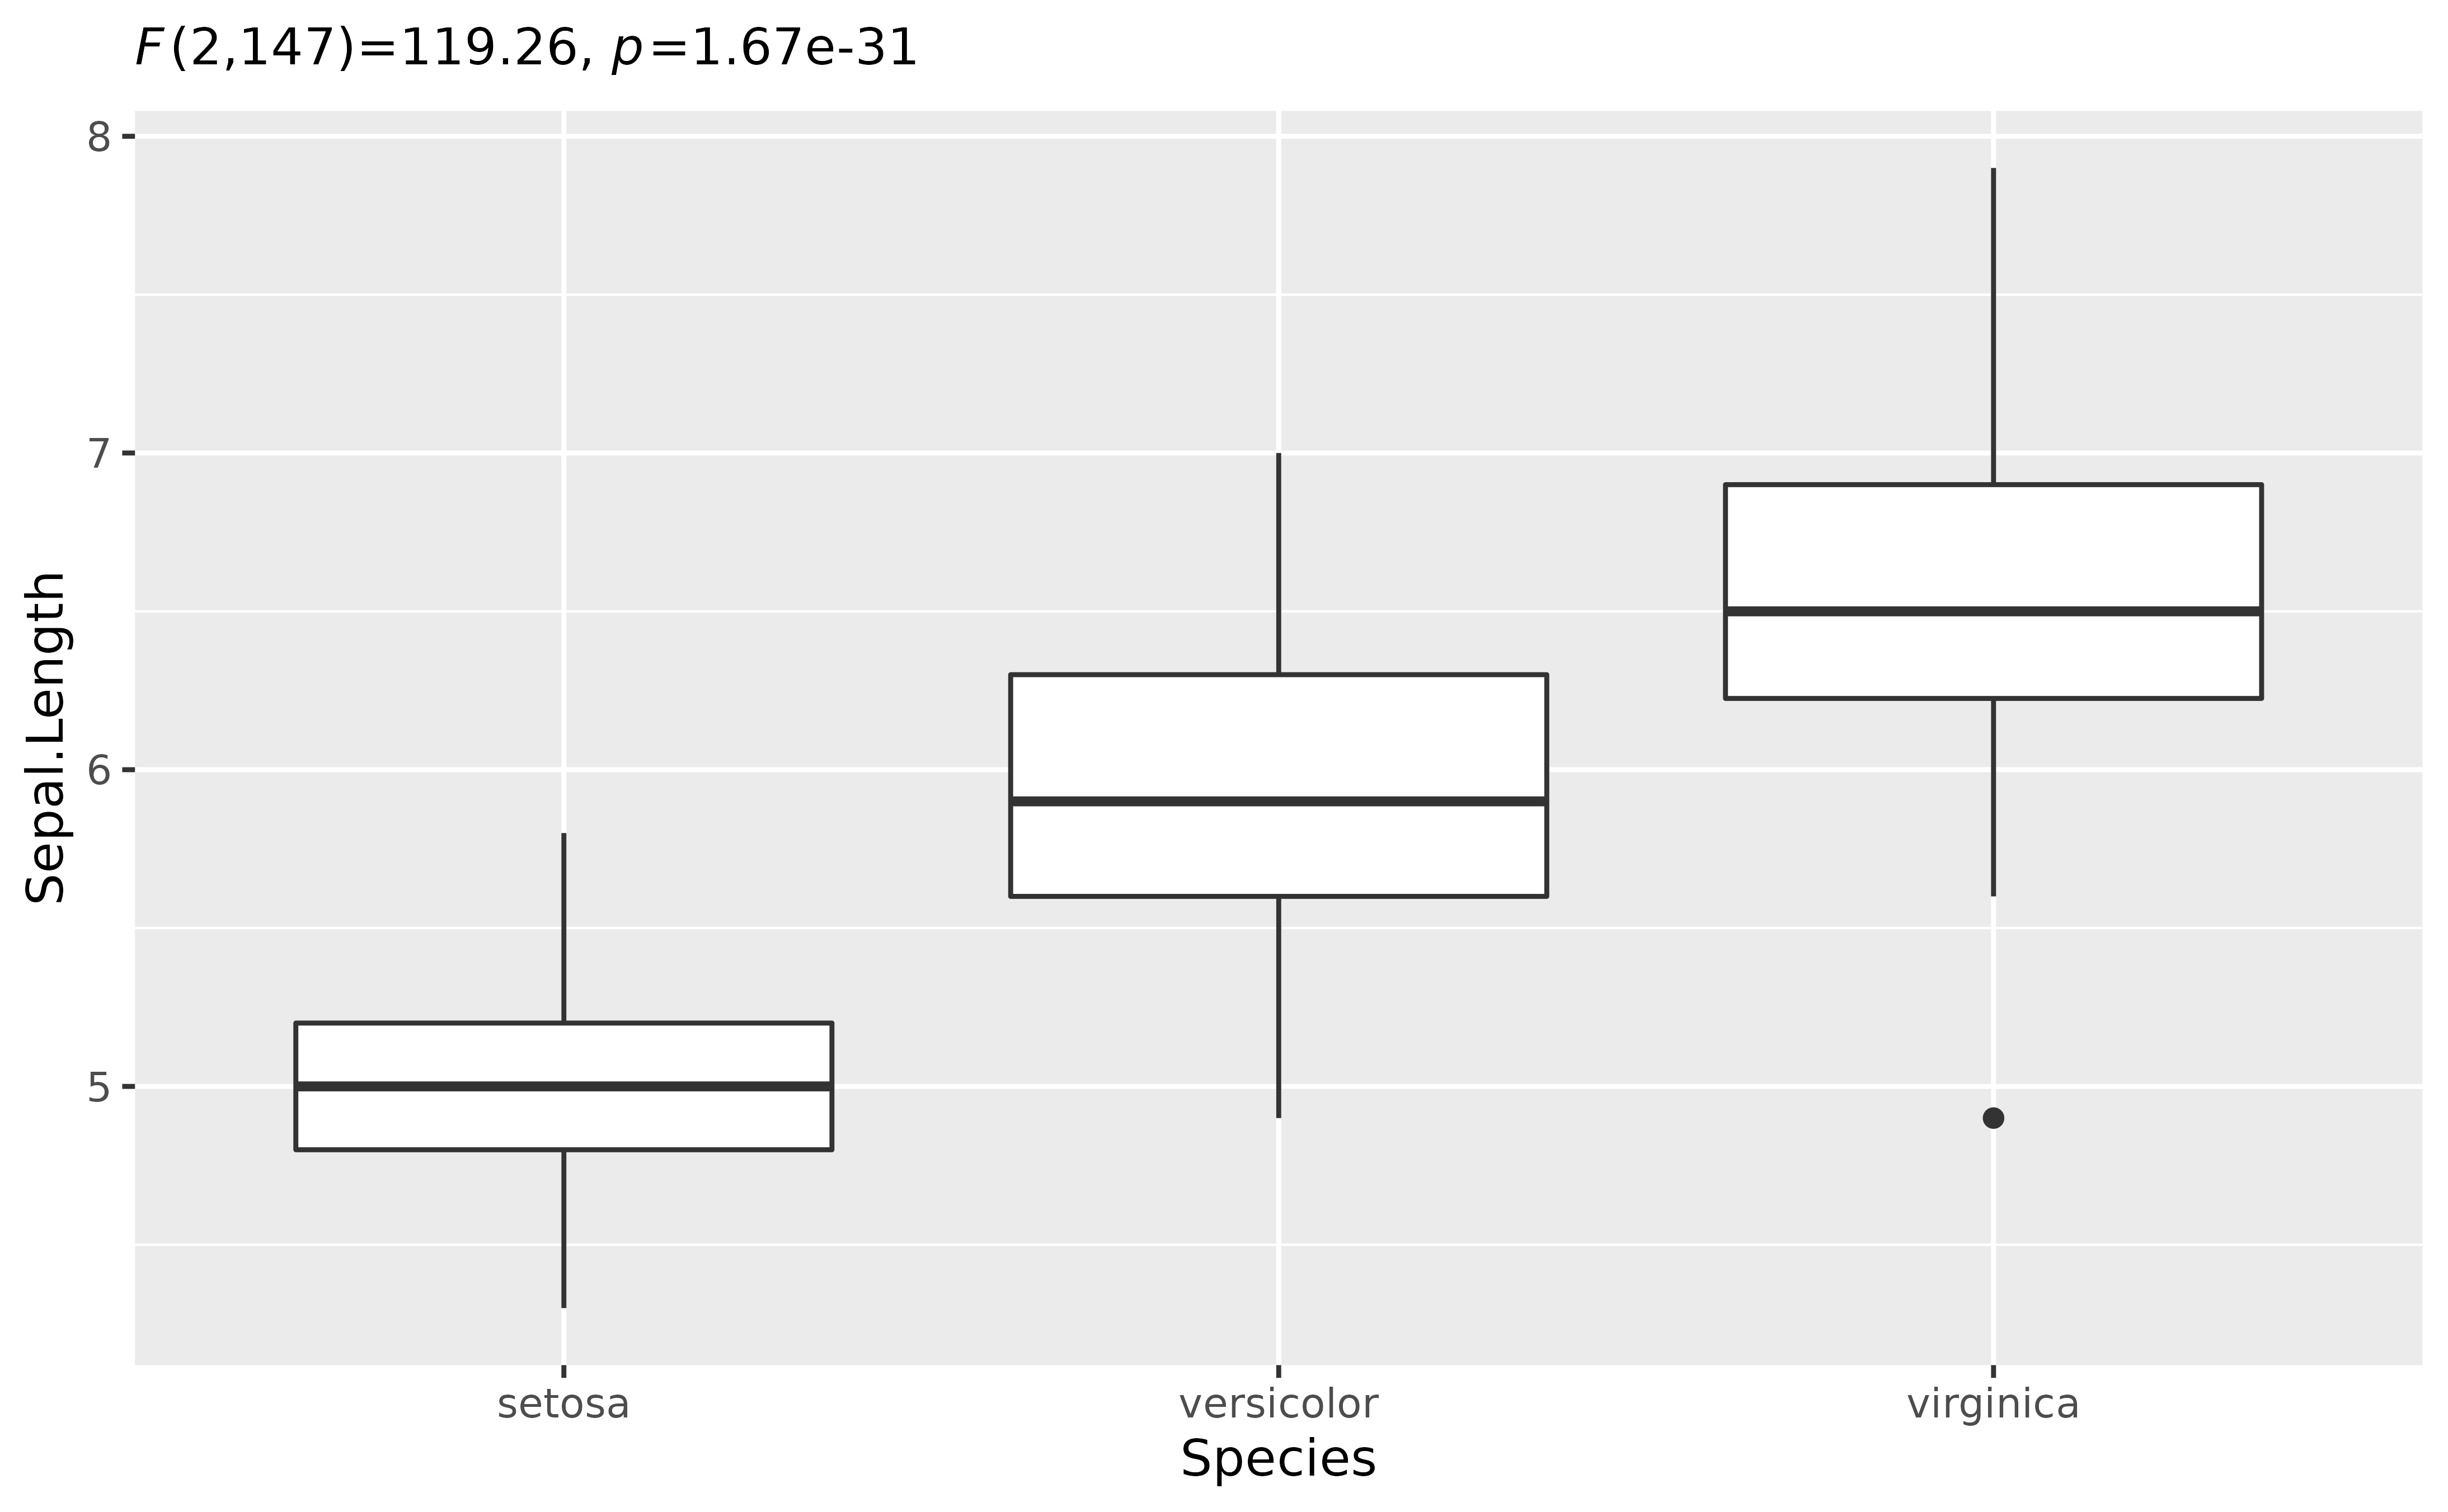 F(2,147)=119.26, p=1.67e-31
8
7
6
5
Sepal.Length
setosa versicolor virginica
Species